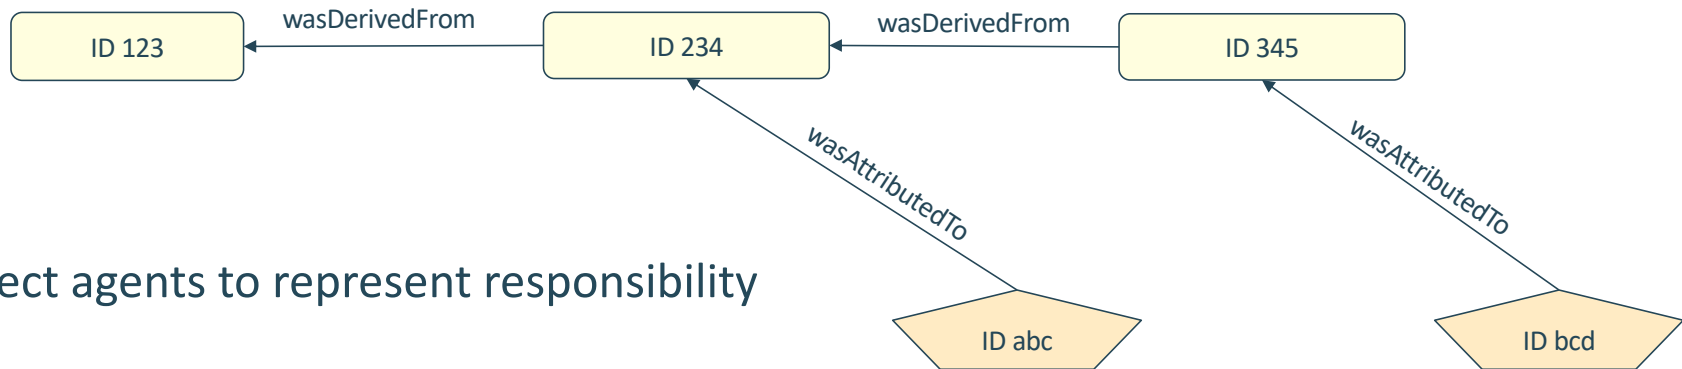 wasDerivedFrom
wasDerivedFrom
ID 123
ID 234
ID 345
wasAttributedTo
wasAttributedTo
ect agents to represent responsibility
ID abc
ID bcd